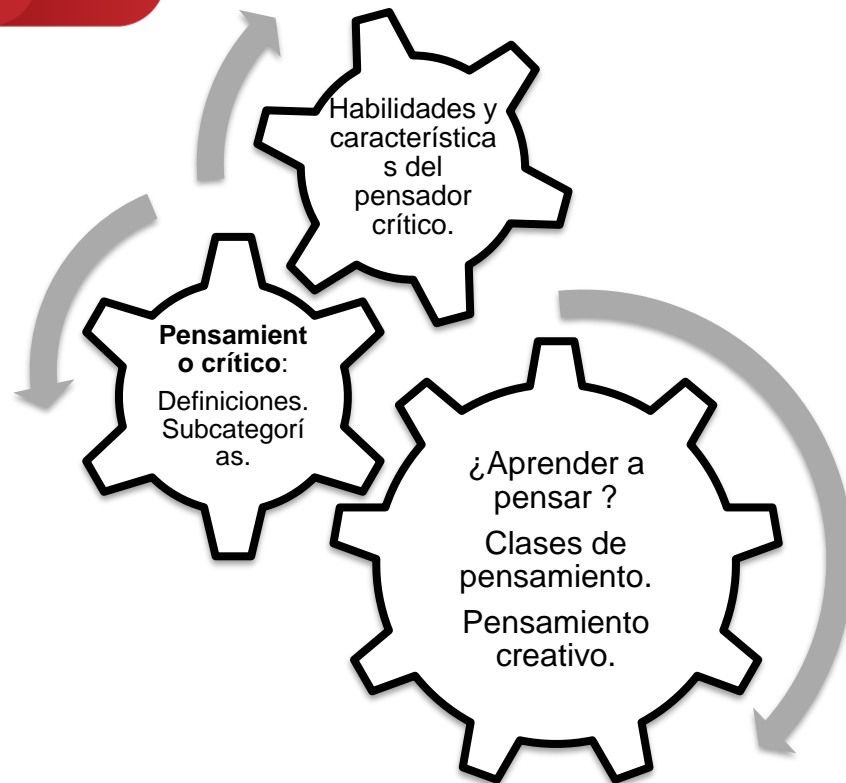 Habilidades y
característica
s del
pensador
crítico.
Pensamient
o crítico:
Definiciones.
Subcategorí
as.
¿Aprender a
pensar ?
Clases de
pensamiento.
Pensamiento
creativo.